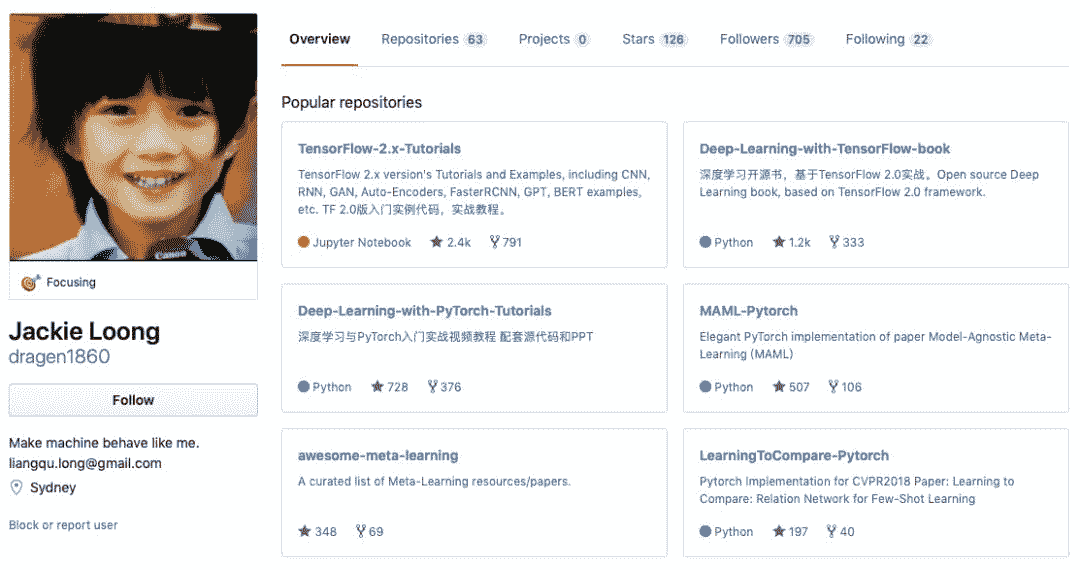 Overview Repositories 63 Projects 0 Stars 126 Followers 705 Following 22
Popular repositories
TensorFlow-2.x-Tutorials
TensorFlow 2.x version's Tutorials and Examples, including CNN,
RNN, GAN, Auto-Encoders, FasterRCNN, GPT, BERT examples,
etc. TF 2.0版入门实例代码，实战教程。
Jupyter Notebook 2.4k 791
Deep-Learning-with-TensorFlow-book
深度学习开源书，基于TensorFlow 2.0实战。Open source Deep
Learning book, based on TensorFlow 2.0 framework.
Python 1.2k 333
Deep-Learning-with-PyTorch-Tutorials
深度学习与PyTorch入门实战视频教程 配套源代码和PPT
Python 728 376
MAML-Pytorch
Elegant PyTorch implementation of paper Model-Agnostic Meta-
Learning (MAML)
Python 507 106
awesome-meta-learning
A curated list of Meta-Learning resources/papers.
348 69
LearningToCompare-Pytorch
Pytorch Implementation for CVPR2018 Paper: Learning to
Compare: Relation Network for Few-Shot Learning
Python 197 40
Canon
Focusing
Jackie Loong
dragen1860
Follow
Make machine behave like me.
liangqu.long@gmail.com
Sydney
Block or report user